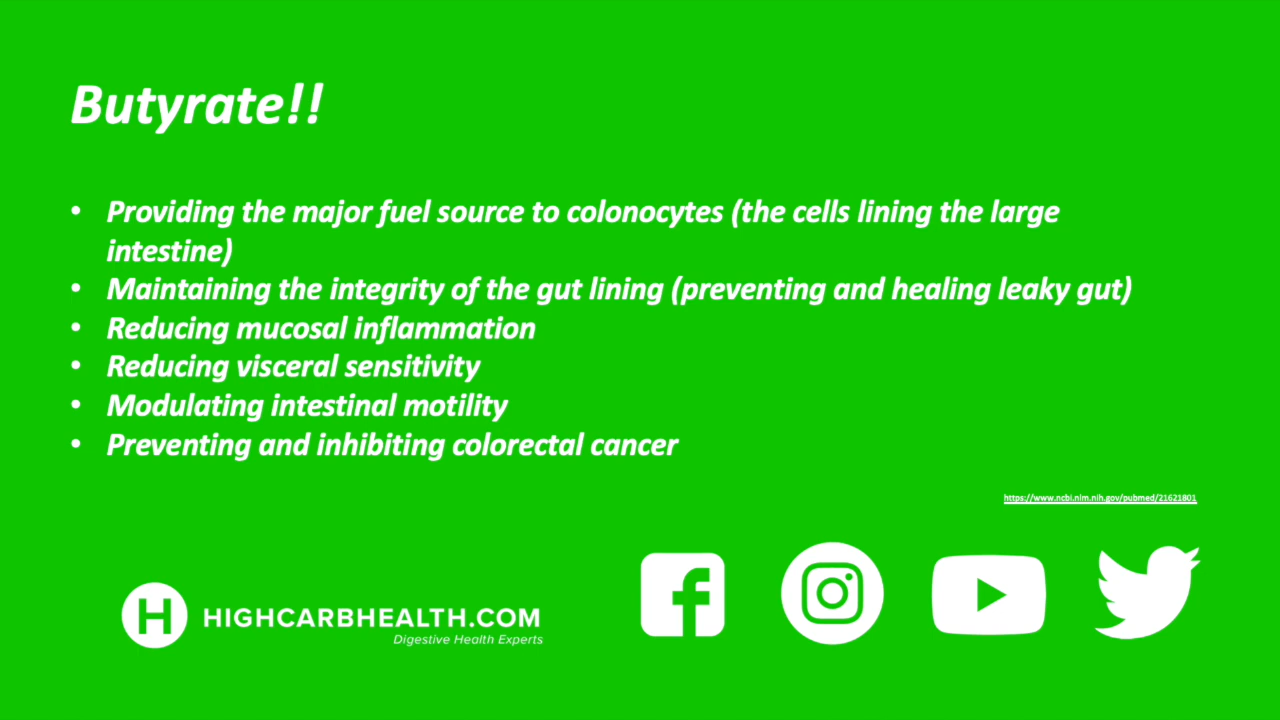 Butyrate!!
• Providing the major fuel source to colonocytes (the cells lining the large
intestine)
• Maintaining the integrity of the gut lining (preventing and healing leaky gut)
• Reducing mucosal inflammation
• Reducing visceral sensitivity
• Modulating intestinal motility
• Preventing and inhibiting colorectal cancer
https://www.ncbi.nlm.nih.gov/pubmed/21621801
H HIGHCARBHEALTH.COM
Digestive Health Experts